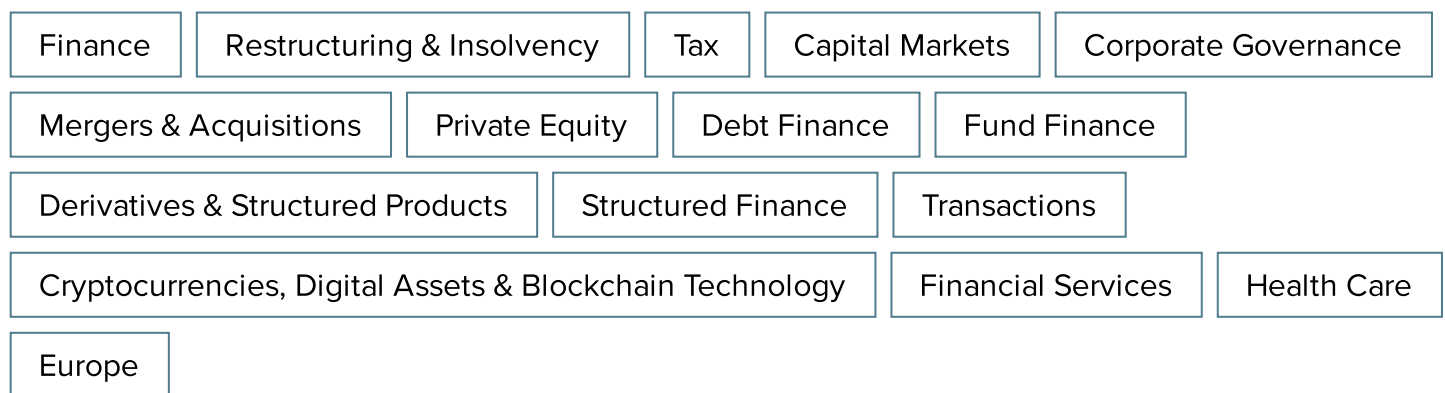 Finance Restructuring & Insolvency Tax Capital Markets Corporate Governance
Mergers & Acquisitions Private Equity Debt Finance Fund Finance
Derivatives & Structured Products Structured Finance Transactions
Cryptocurrencies, Digital Assets & Blockchain Technology Financial Services Health Care
Europe